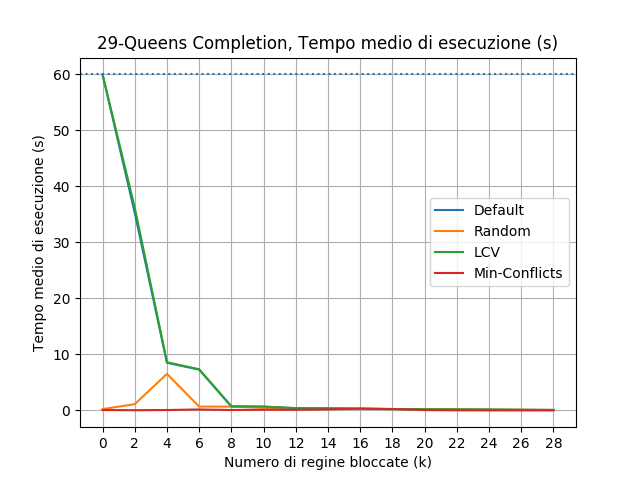 29-Queens Completion, Tempo medio di esecuzione (s)
Tempo medio di esecuzione (s)
60
50
40
30
20
10
0
Default
Random
LCV
Min-Conflicts
0 2 4 6 8 10 12 14 16 18 20 22 24 26 28
Numero di regine bloccate (k)